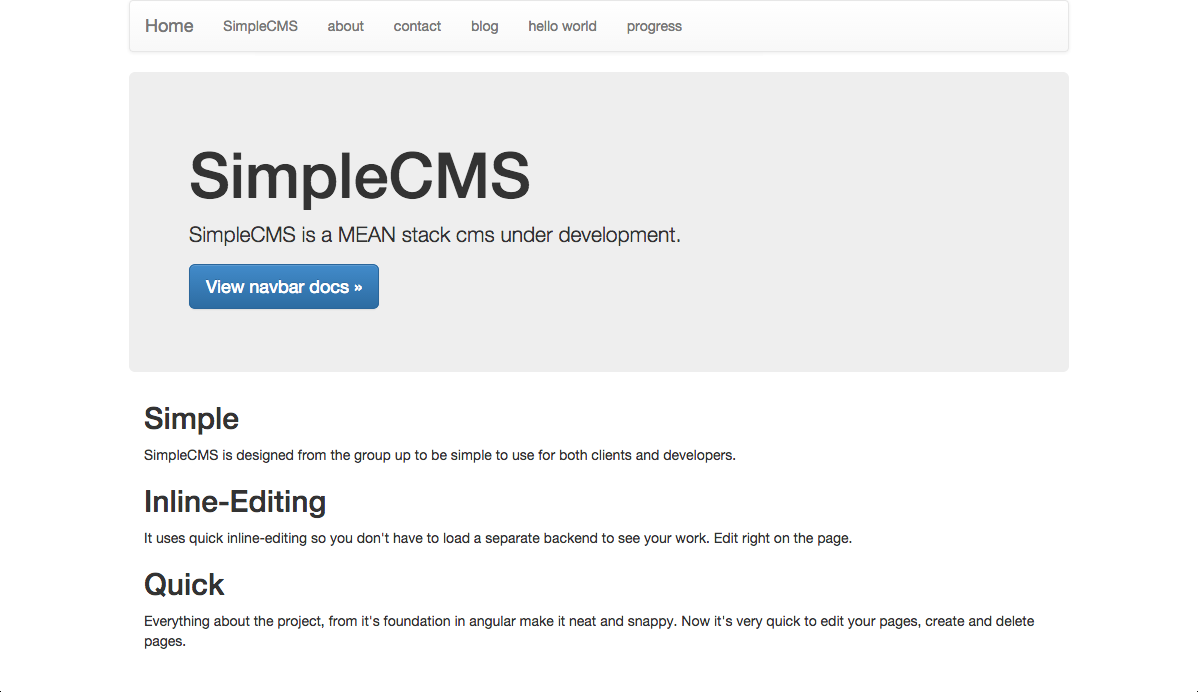 Home SimpleCMS about contact blog hello world progress
SimpleCMS
SimpleCMS is a MEAN stack cms under development.
View navbar docs »
Simple
SimpleCMS is designed from the group up to be simple to use for both clients and developers.
Inline-Editing
It uses quick inline-editing so you don't have to load a separate backend to see your work. Edit right on the page.
Quick
Everything about the project, from it's foundation in angular make it neat and snappy. Now it's very quick to edit your pages, create and delete
pages.